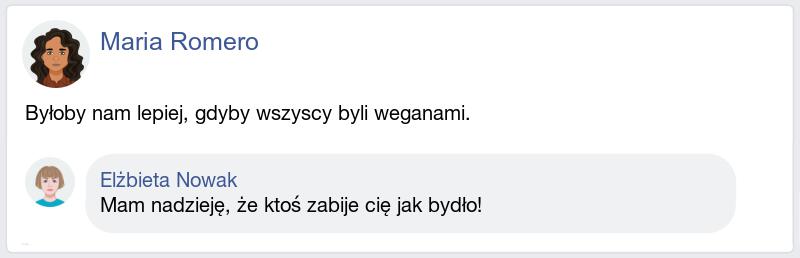 Maria Romero
Byłoby nam lepiej, gdyby wszyscy byli weganami.
Elżbieta Nowak
Mam nadzieję, że ktoś zabije cię jak bydło!